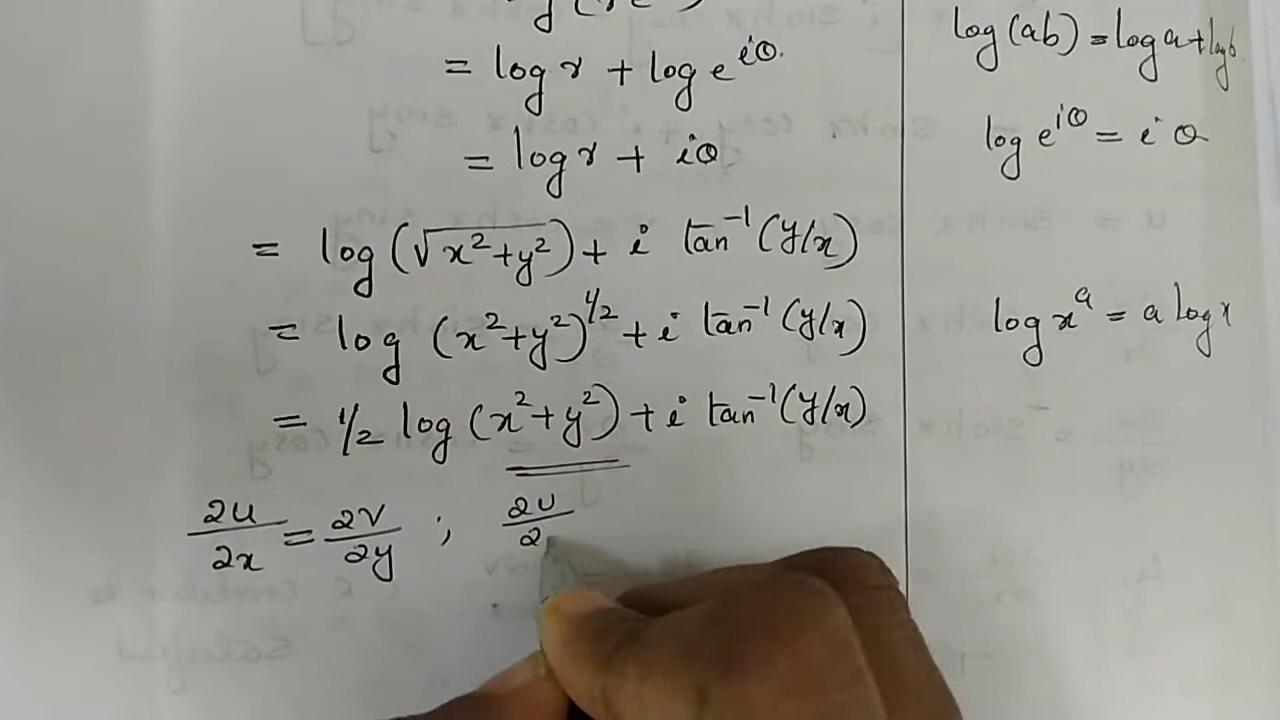 = log r + log e^{iθ}
= log r + iθ
= log (√x²+y²) + i tan⁻¹ (y/x)
= log (x²+y²)^{1/2} + i tan⁻¹ (y/x)
= 1/2 log (x²+y²) + i tan⁻¹ (y/x)
∂u/∂x = ∂v/∂y ; ∂u/∂
log(ab) = log a + log b
log e^{iθ} = iθ
log x^a = a log x